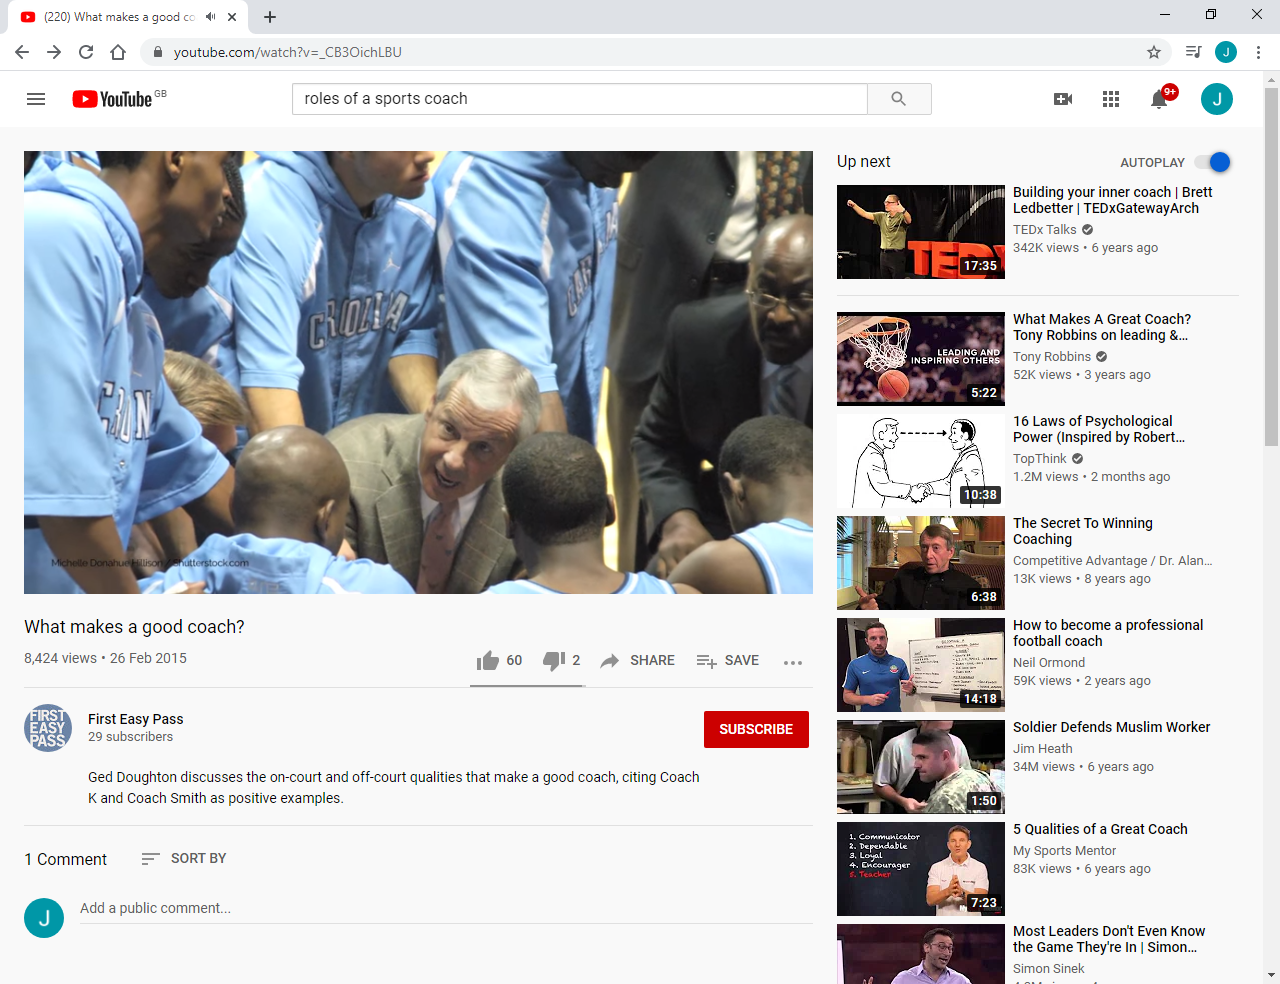 (220) What makes a good co
youtube.com/watch?v=_CB3OichLBU
J
YouTube GB
roles of a sports coach
9+
J
CROLIA
CRON
Michelle Donahue Hillison / Shutterstock.com
What makes a good coach?
8,424 views • 26 Feb 2015
60
2
SHARE
SAVE
FIRST
EASY
PASS
First Easy Pass
29 subscribers
SUBSCRIBE
Ged Doughton discusses the on-court and off-court qualities that make a good coach, citing Coach
K and Coach Smith as positive examples.
1 Comment
SORT BY
J
Add a public comment...
Up next
AUTOPLAY
TED
17:35
Building your inner coach | Brett
Ledbetter | TEDxGatewayArch
TEDx Talks
342K views • 6 years ago
LEADING AND
INSPIRING OTHERS
5:22
What Makes A Great Coach?
Tony Robbins on leading &...
Tony Robbins
52K views • 3 years ago
10:38
16 Laws of Psychological
Power (Inspired by Robert...
TopThink
1.2M views • 2 months ago
6:38
The Secret To Winning
Coaching
Competitive Advantage / Dr. Alan...
13K views • 8 years ago
14:18
How to become a professional
football coach
Neil Ormond
59K views • 2 years ago
1:50
Soldier Defends Muslim Worker
Jim Heath
34M views • 6 years ago
1. Communicator
2. Dependable
3. Loyal
4. Encourager
5. Teacher
7:23
5 Qualities of a Great Coach
My Sports Mentor
83K views • 6 years ago
Most Leaders Don't Even Know
the Game They're In | Simon...
Simon Sinek